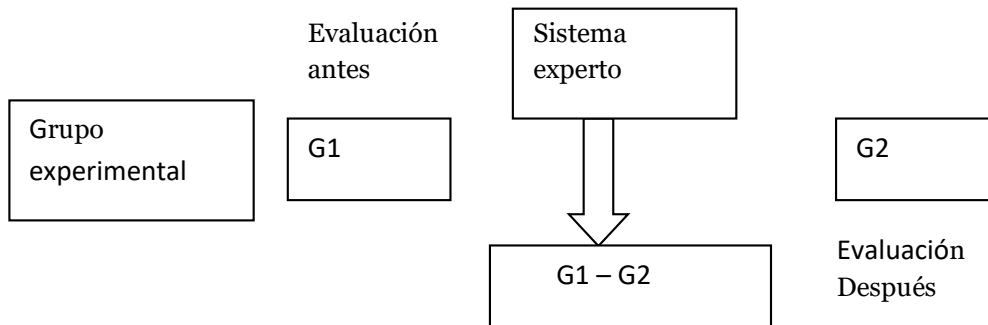 Evaluación
antes
Sistema
experto
Grupo
experimental
G1
G2
G1 – G2
Evaluación
Después